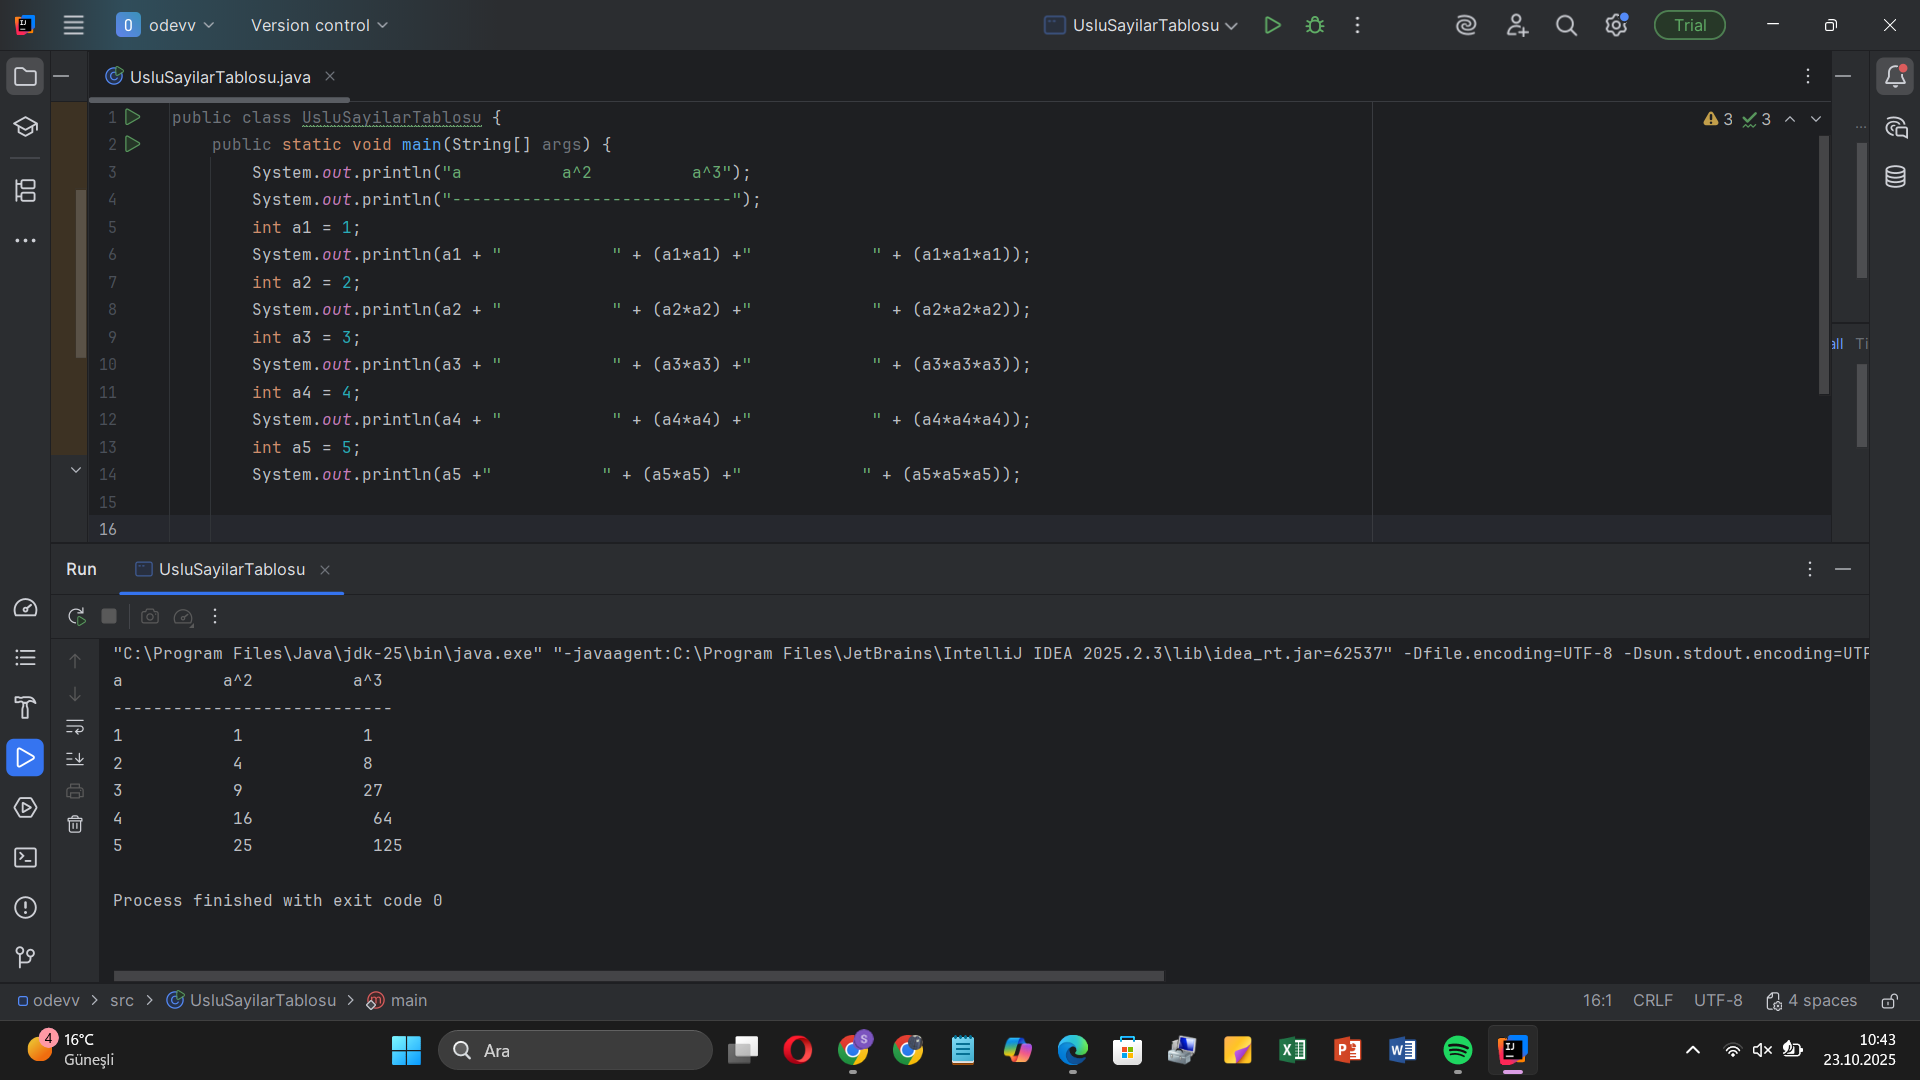 odevv
Version control
UsluSayilarTablosu
Trial
UsluSayilarTablosu.java
3 3
1 public class UsluSayilarTablosu {
2     public static void main(String[] args) {
3         System.out.println("a          a^2          a^3");
4         System.out.println("----------------------------");
5         int a1 = 1;
6         System.out.println(a1 + "           " + (a1*a1) +"            " + (a1*a1*a1));
7         int a2 = 2;
8         System.out.println(a2 + "           " + (a2*a2) +"            " + (a2*a2*a2));
9         int a3 = 3;
10         System.out.println(a3 + "           " + (a3*a3) +"            " + (a3*a3*a3));
11         int a4 = 4;
12         System.out.println(a4 + "           " + (a4*a4) +"            " + (a4*a4*a4));
13         int a5 = 5;
14         System.out.println(a5 +"           " + (a5*a5) +"            " + (a5*a5*a5));
15
16
all Ti
Run
UsluSayilarTablosu
"C:\Program Files\Java\jdk-25\bin\java.exe" "-javaagent:C:\Program Files\JetBrains\IntelliJ IDEA 2025.2.3\lib\idea_rt.jar=62537" -Dfile.encoding=UTF-8 -Dsun.stdout.encoding=UTF
a          a^2          a^3
----------------------------
1           1            1
2           4            8
3           9            27
4           16            64
5           25            125
Process finished with exit code 0
odevv > src > UsluSayilarTablosu > main
16:1 CRLF UTF-8 4 spaces
4
16°C
Güneşli
Ara
10:43
23.10.2025